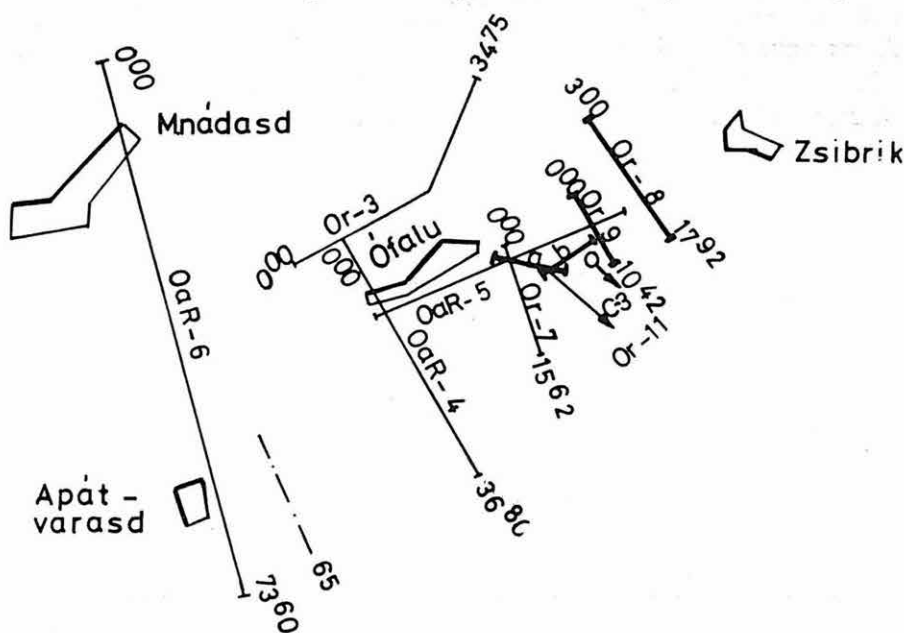 000
Mnádasd
OaR-6
Apát-
varasd
7360
65
000
Or-3
3475
000
Ófalu
OaR-5
OaR-4
3680
000
Or-7
1562
a
b
000
Or-9
1042
c
C3
Or-11
300
Or-8
1792
Zsibrik